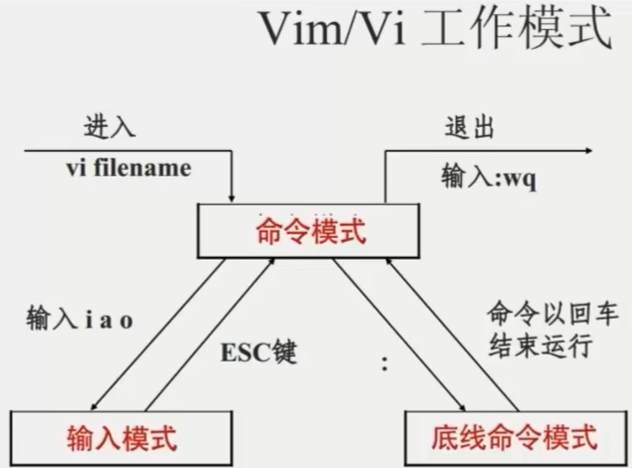 Vim/Vi 工作模式
进入
vi filename
退出
输入:wq
命令模式
输入 i a o
ESC键
:
命令以回车
结束运行
输入模式
底线命令模式